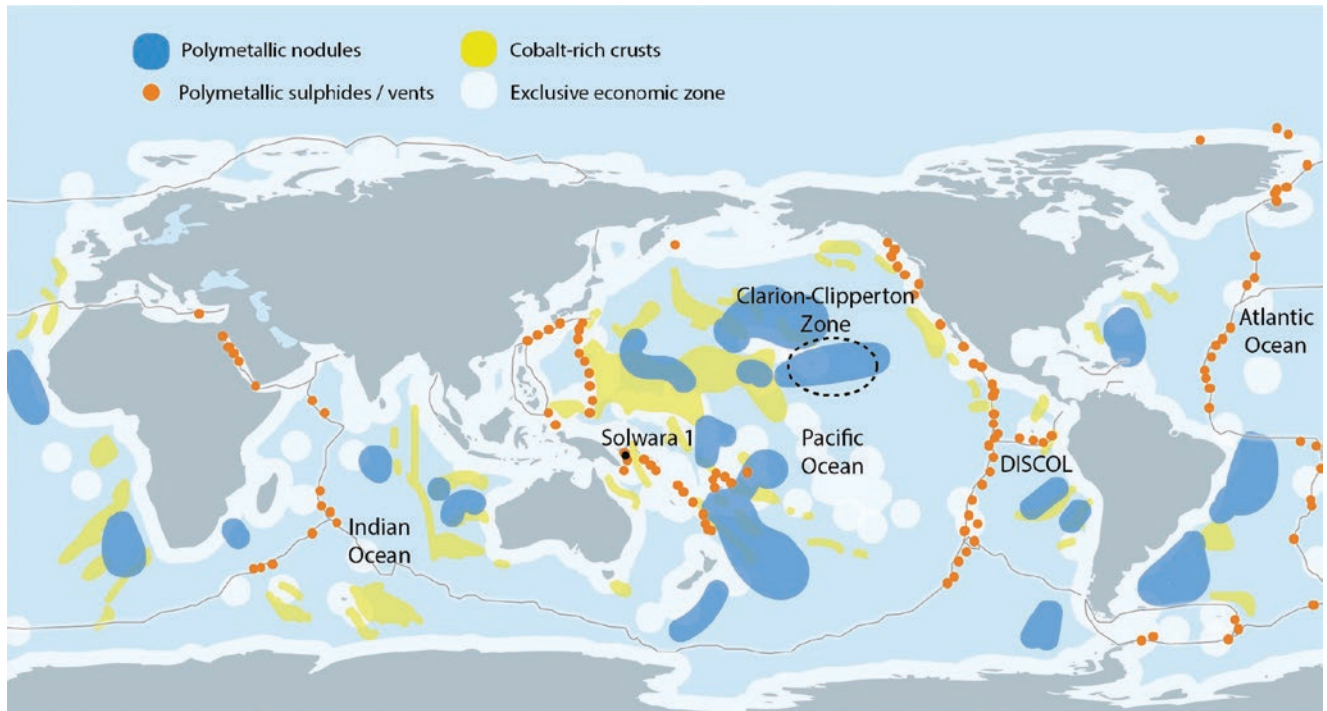 Polymetallic nodules
Cobalt-rich crusts
Polymetallic sulphides / vents
Exclusive economic zone
Clarion-Clipperton
Zone
Atlantic
Ocean
Solwara 1
Pacific
Ocean
DISCOL
Indian
Ocean